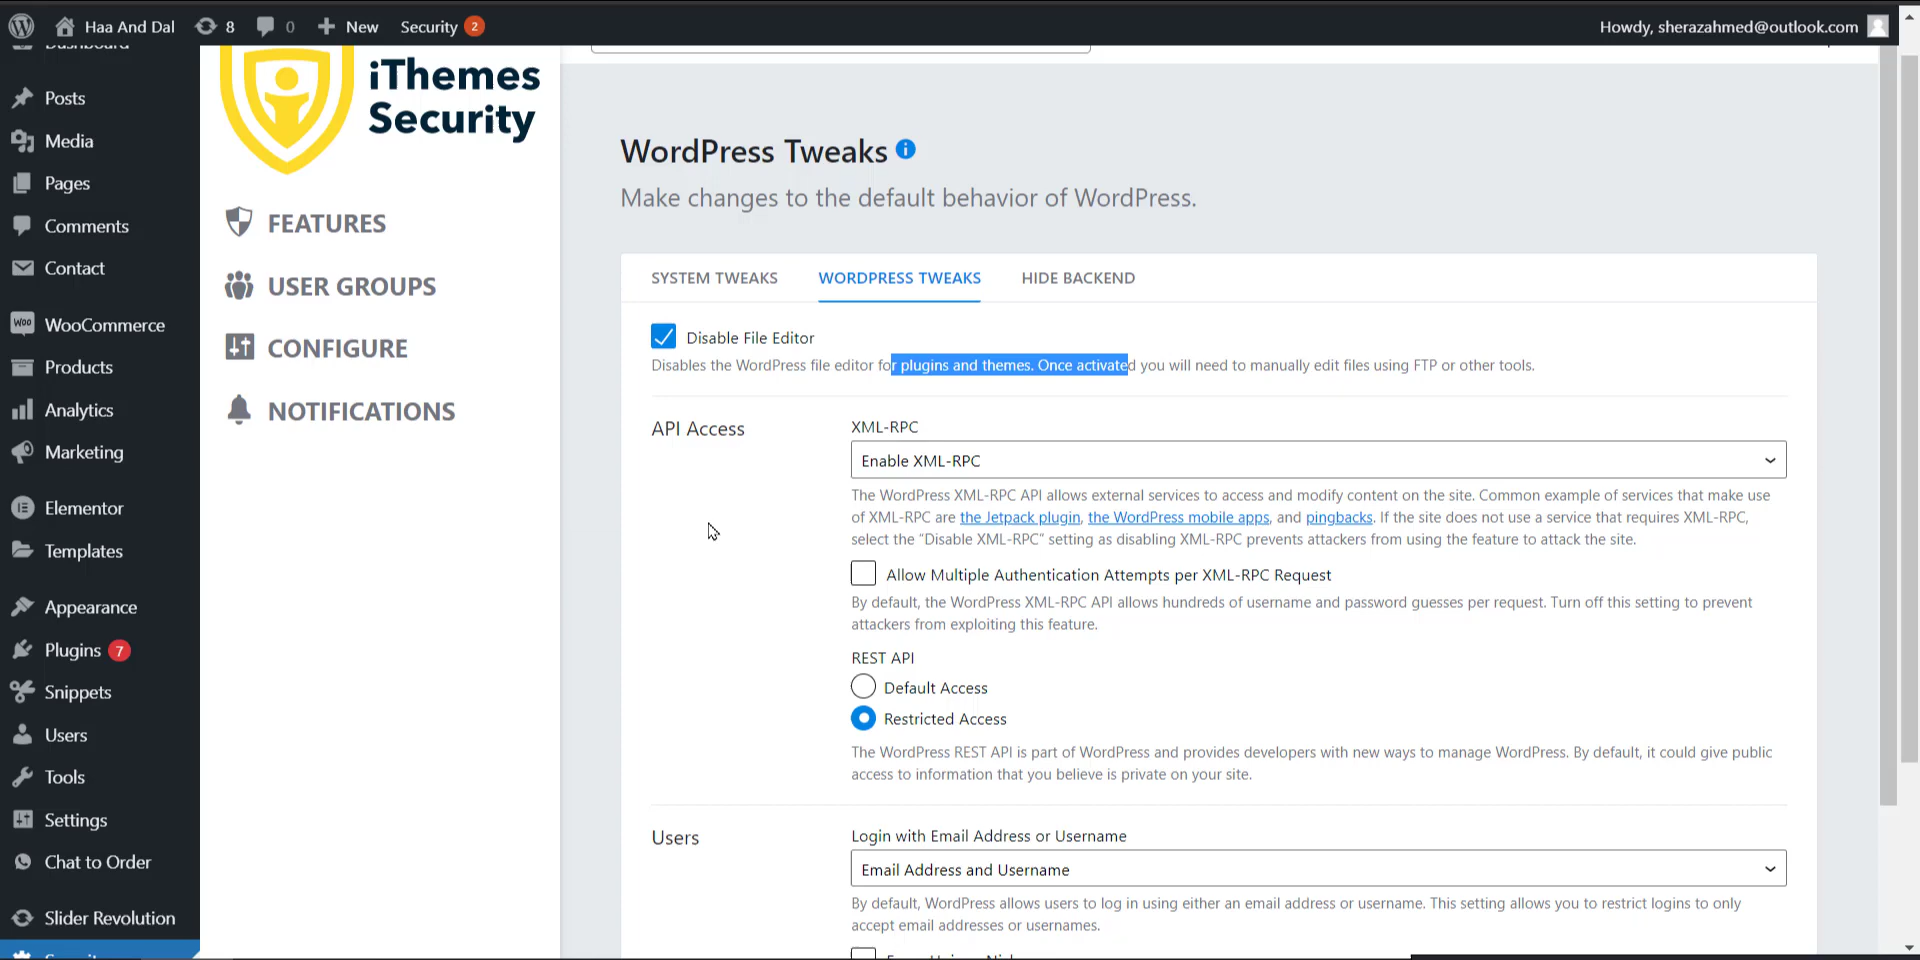 Haa And Dal
8
0
New
Security 2
Howdy, sherazahmed@outlook.com
Dashboard
Posts
Media
Pages
Comments
Contact
WOO
WooCommerce
Products
Analytics
Marketing
Elementor
Templates
Appearance
Plugins 7
Snippets
Users
Tools
Settings
Chat to Order
Slider Revolution
iThemes
Security
FEATURES
USER GROUPS
CONFIGURE
NOTIFICATIONS
WordPress Tweaks
Make changes to the default behavior of WordPress.
SYSTEM TWEAKS WORDPRESS TWEAKS HIDE BACKEND
Disable File Editor
Disables the WordPress file editor for plugins and themes. Once activated you will need to manually edit files using FTP or other tools.
API Access
XML-RPC
Enable XML-RPC
The WordPress XML-RPC API allows external services to access and modify content on the site. Common example of services that make use
of XML-RPC are the Jetpack plugin, the WordPress mobile apps, and pingbacks. If the site does not use a service that requires XML-RPC,
select the “Disable XML-RPC” setting as disabling XML-RPC prevents attackers from using the feature to attack the site.
Allow Multiple Authentication Attempts per XML-RPC Request
By default, the WordPress XML-RPC API allows hundreds of username and password guesses per request. Turn off this setting to prevent
attackers from exploiting this feature.
REST API
Default Access
Restricted Access
The WordPress REST API is part of WordPress and provides developers with new ways to manage WordPress. By default, it could give public
access to information that you believe is private on your site.
Users
Login with Email Address or Username
Email Address and Username
By default, WordPress allows users to log in using either an email address or username. This setting allows you to restrict logins to only
accept email addresses or usernames.